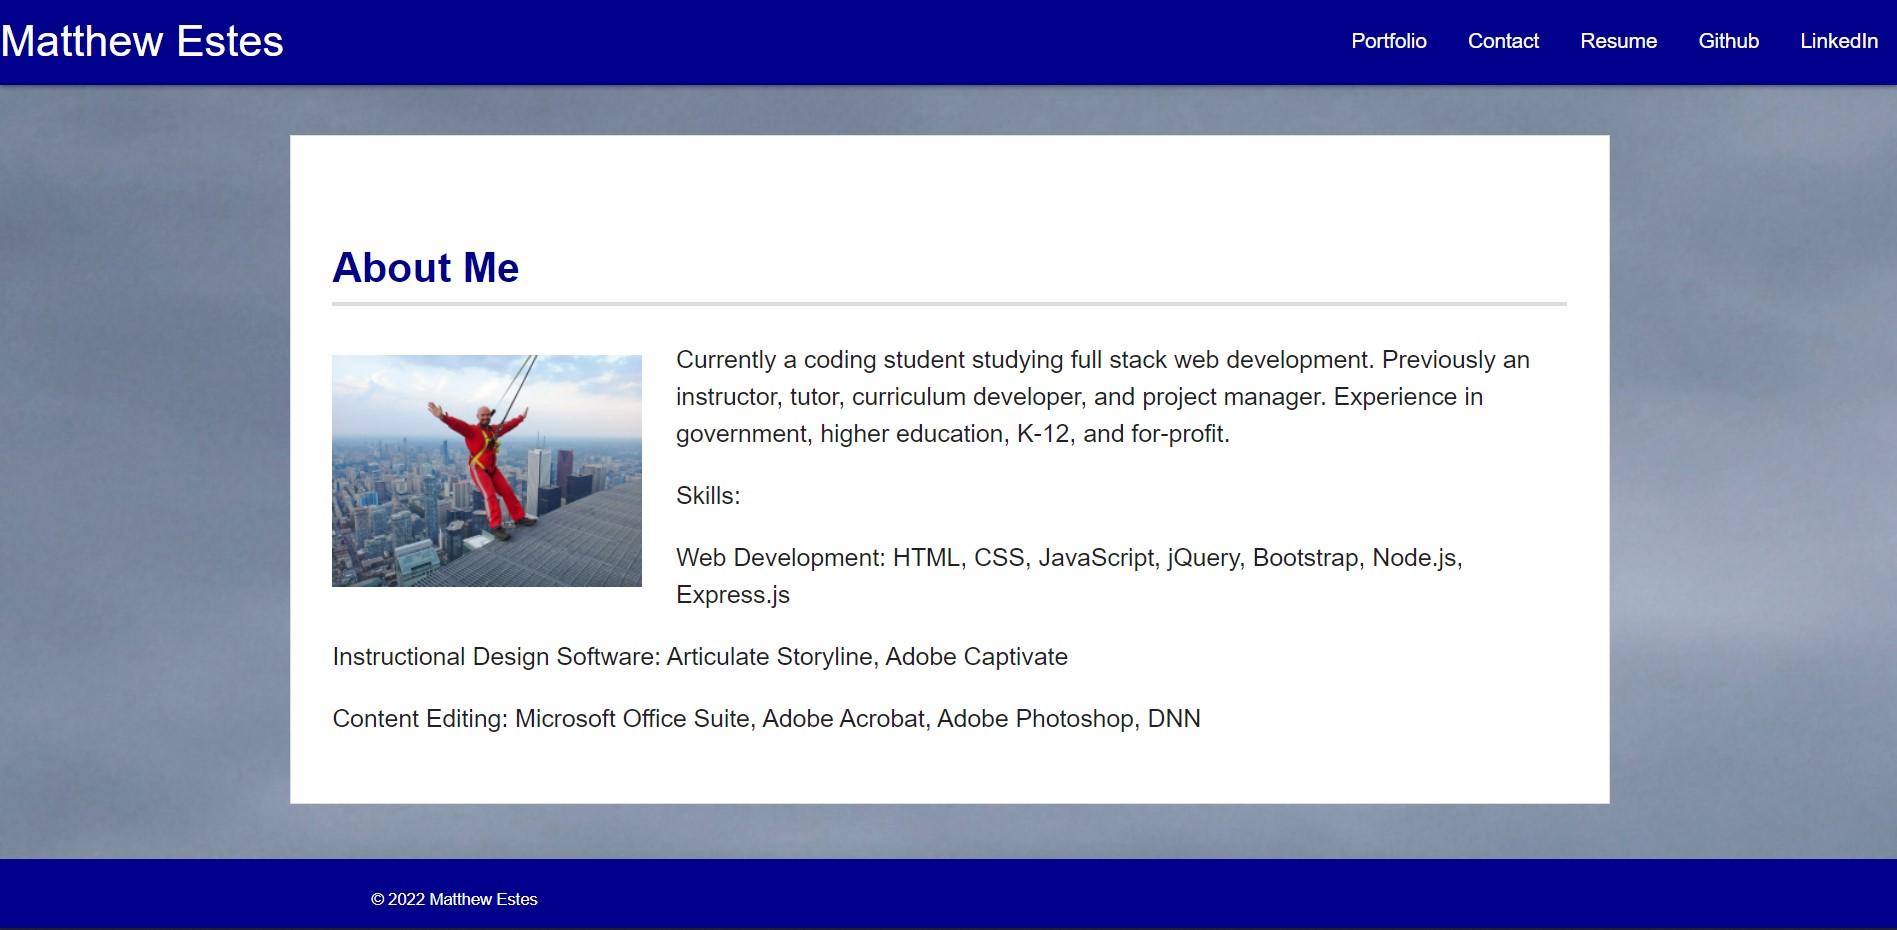 Matthew Estes
Portfolio Contact Resume Github LinkedIn
About Me
Currently a coding student studying full stack web development. Previously an
instructor, tutor, curriculum developer, and project manager. Experience in
government, higher education, K-12, and for-profit.
Skills:
Web Development: HTML, CSS, JavaScript, jQuery, Bootstrap, Node.js,
Express.js
Instructional Design Software: Articulate Storyline, Adobe Captivate
Content Editing: Microsoft Office Suite, Adobe Acrobat, Adobe Photoshop, DNN
© 2022 Matthew Estes